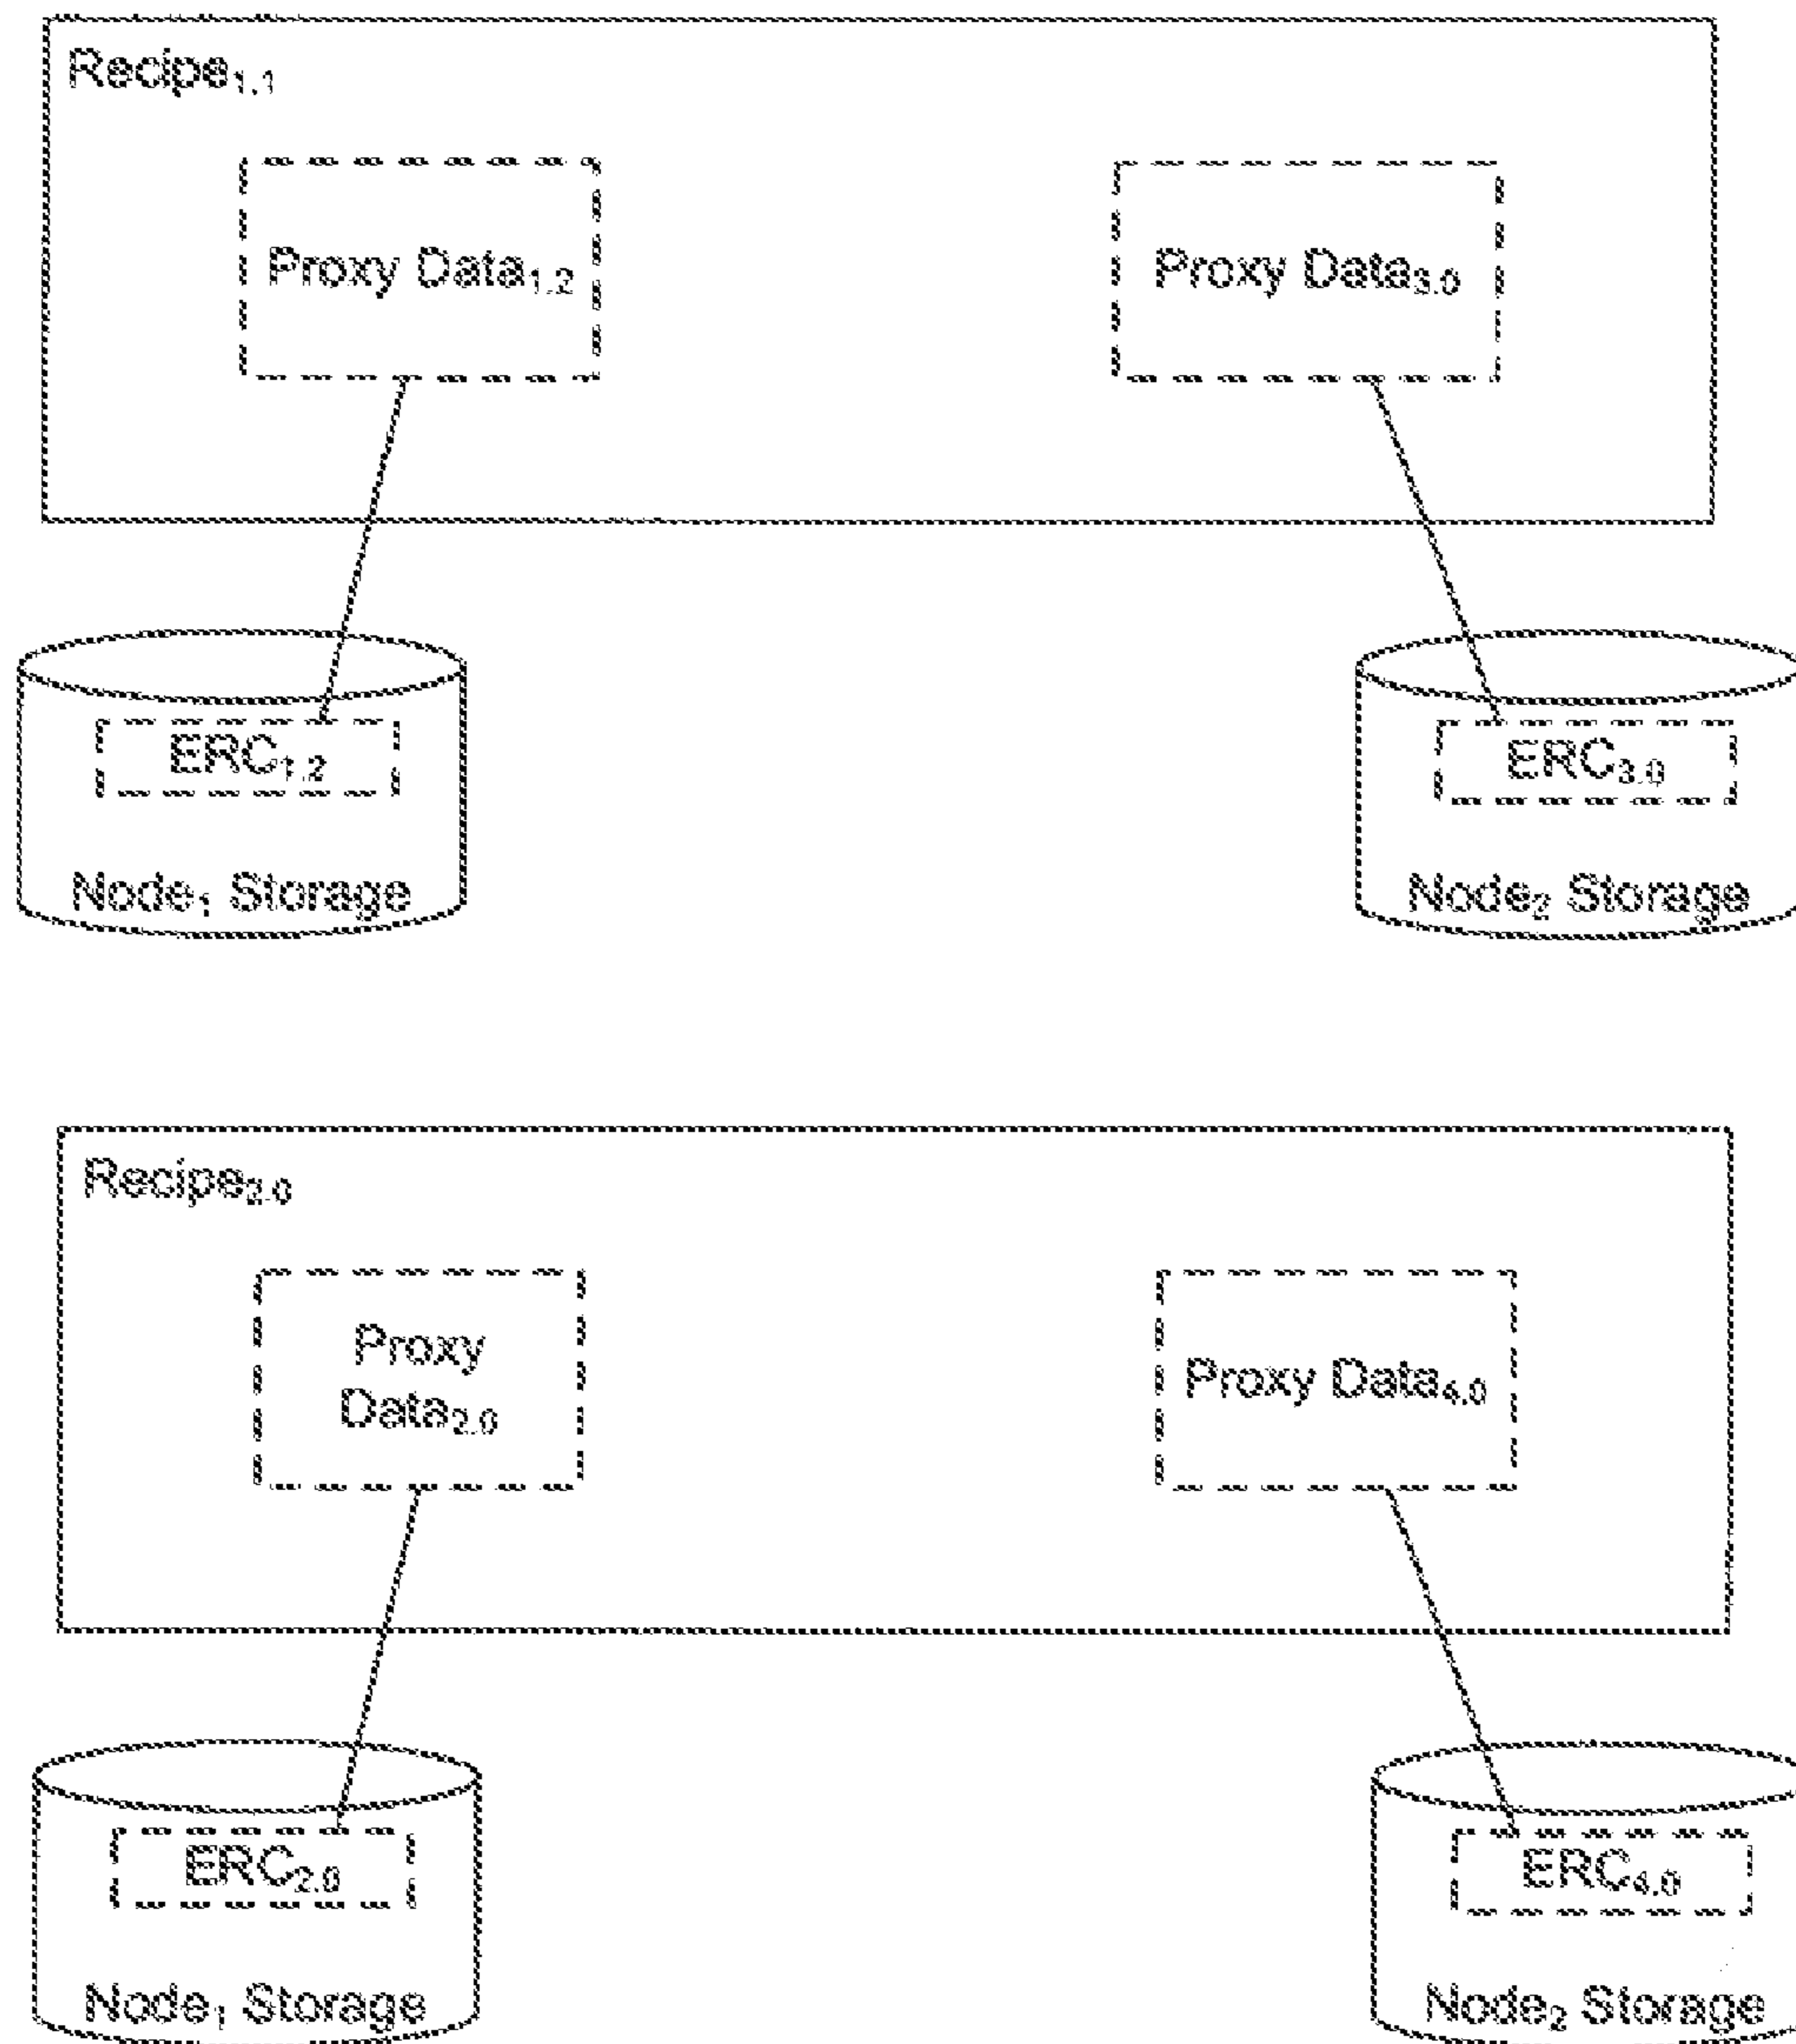 Recipe₁.₁
Proxy Data₁.₂
Proxy Data₃.₀
ERC₁.₂
ERC₃.₀
Node₁ Storage
Node₂ Storage
Recipe₂.₀
Proxy
Data₂.₀
Proxy Data₄.₀
ERC₂.₀
ERC₄.₀
Node₁ Storage
Node₂ Storage